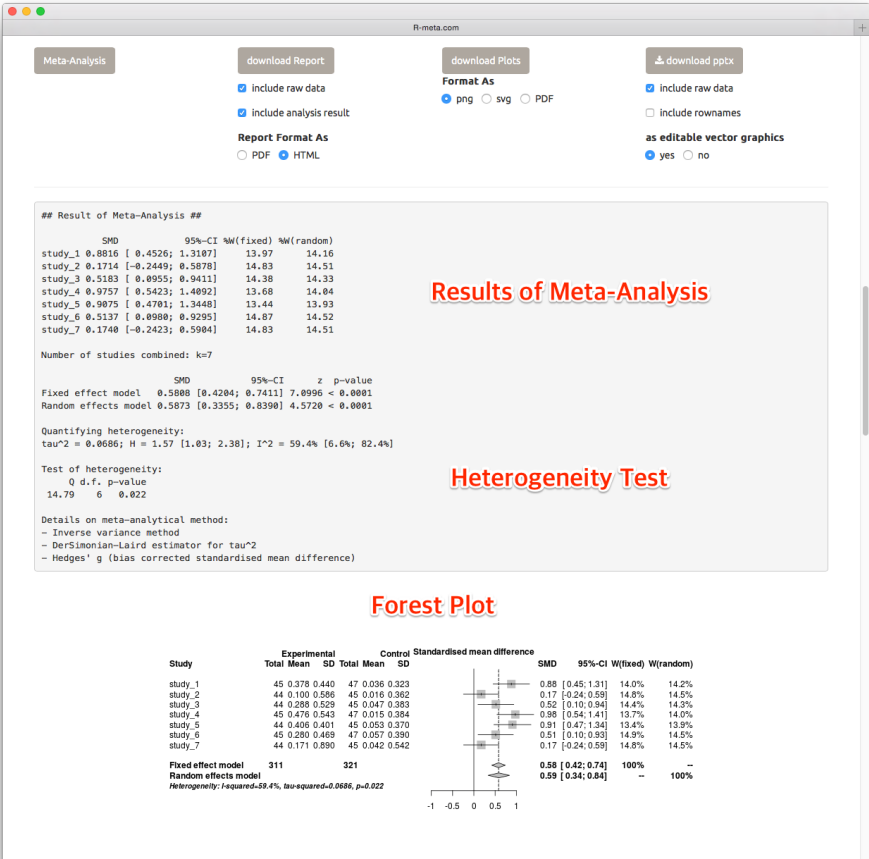 R-meta.com
Meta-Analysis
download Report
download Plots
download pptx
include raw data
include analysis result
Report Format As
PDF HTML
Format As
png svg PDF
include raw data
include rownames
as editable vector graphics
yes no
## Result of Meta-Analysis ##
SMD 95%-CI %W(fixed) %W(random)
study_1 0.8816 [ 0.4526; 1.3107] 13.97 14.16
study_2 0.1714 [-0.2449; 0.5878] 14.83 14.51
study_3 0.5183 [ 0.0955; 0.9411] 14.38 14.33
study_4 0.9757 [ 0.5423; 1.4092] 13.68 14.04
study_5 0.9075 [ 0.4701; 1.3448] 13.44 13.93
study_6 0.5137 [ 0.0980; 0.9295] 14.87 14.52
study_7 0.1740 [-0.2423; 0.5904] 14.83 14.51
Results of Meta-Analysis
Number of studies combined: k=7
SMD 95%-CI z p-value
Fixed effect model 0.5808 [0.4204; 0.7411] 7.0996 < 0.0001
Random effects model 0.5873 [0.3355; 0.8390] 4.5720 < 0.0001
Quantifying heterogeneity:
tau^2 = 0.0686; H = 1.57 [1.03; 2.38]; I^2 = 59.4% [6.6%; 82.4%]
Test of heterogeneity:
Q d.f. p-value
14.79 6 0.022
Heterogeneity Test
Details on meta-analytical method:
- Inverse variance method
- DerSimonian-Laird estimator for tau^2
- Hedges' g (bias corrected standardised mean difference)
Forest Plot
Experimental Control Standardised mean difference
Study Total Mean SD Total Mean SD SMD 95%-CI W(fixed) W(random)
study_1 45 0.378 0.440 47 0.036 0.323 0.88 [ 0.45; 1.31] 14.0% 14.2%
study_2 44 0.100 0.586 45 0.016 0.362 0.17 [-0.24; 0.59] 14.8% 14.5%
study_3 44 0.288 0.529 45 0.047 0.383 0.52 [ 0.10; 0.94] 14.4% 14.3%
study_4 45 0.476 0.543 47 0.015 0.384 0.98 [ 0.54; 1.41] 13.7% 14.0%
study_5 44 0.406 0.401 45 0.053 0.370 0.91 [ 0.47; 1.34] 13.4% 13.9%
study_6 45 0.280 0.469 47 0.057 0.390 0.51 [ 0.10; 0.93] 14.9% 14.5%
study_7 44 0.171 0.890 45 0.042 0.542 0.17 [-0.24; 0.59] 14.8% 14.5%
Fixed effect model 311 321 0.58 [ 0.42; 0.74] 100% --
Random effects model 0.59 [ 0.34; 0.84] -- 100%
Heterogeneity: I-squared=59.4%, tau-squared=0.0686, p=0.022
-1 -0.5 0 0.5 1